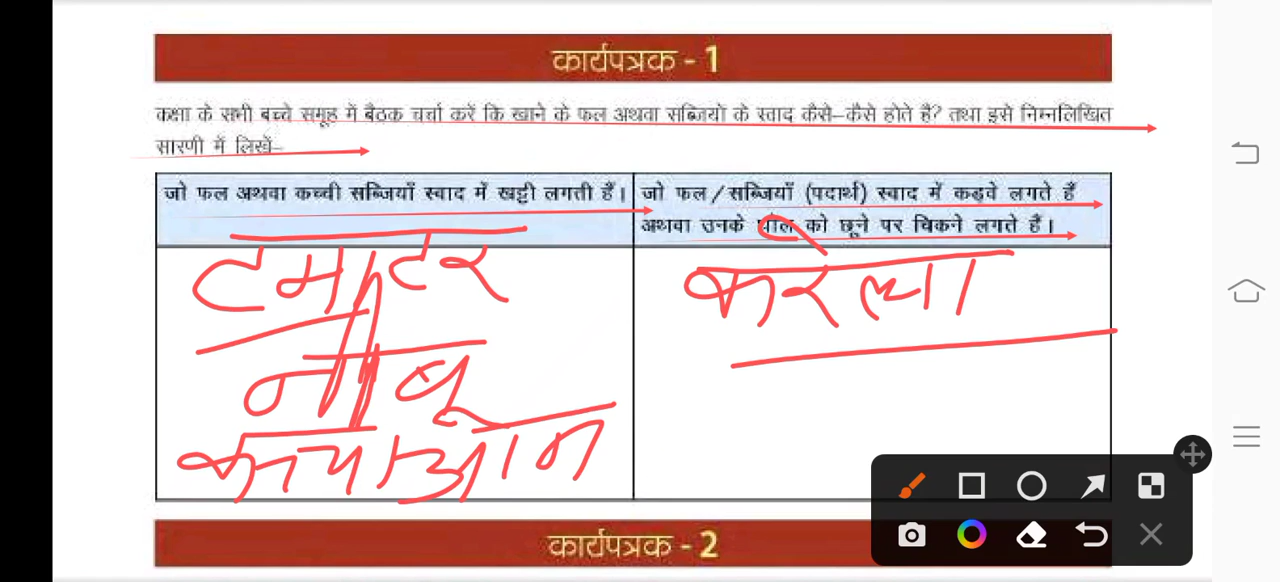 कार्यपत्रक - 1
कक्षा के सभी बच्चे समूह में बैठक चर्चा करें कि खाने के फल अथवा सब्जियों के स्वाद कैसे–कैसे होते हैं? तथा इसे निम्नलिखित
सारणी में लिखें–
जो फल अथवा कच्ची सब्जियाँ स्वाद में खट्टी लगती हैं।
जो फल/सब्जियाँ (पदार्थ) स्वाद में कड़वे लगते हैं
अथवा उनके घोल को छूने पर चिकने लगते हैं।
टमाटर
नीबू
कच्चा आम
करेला
कार्यपत्रक - 2